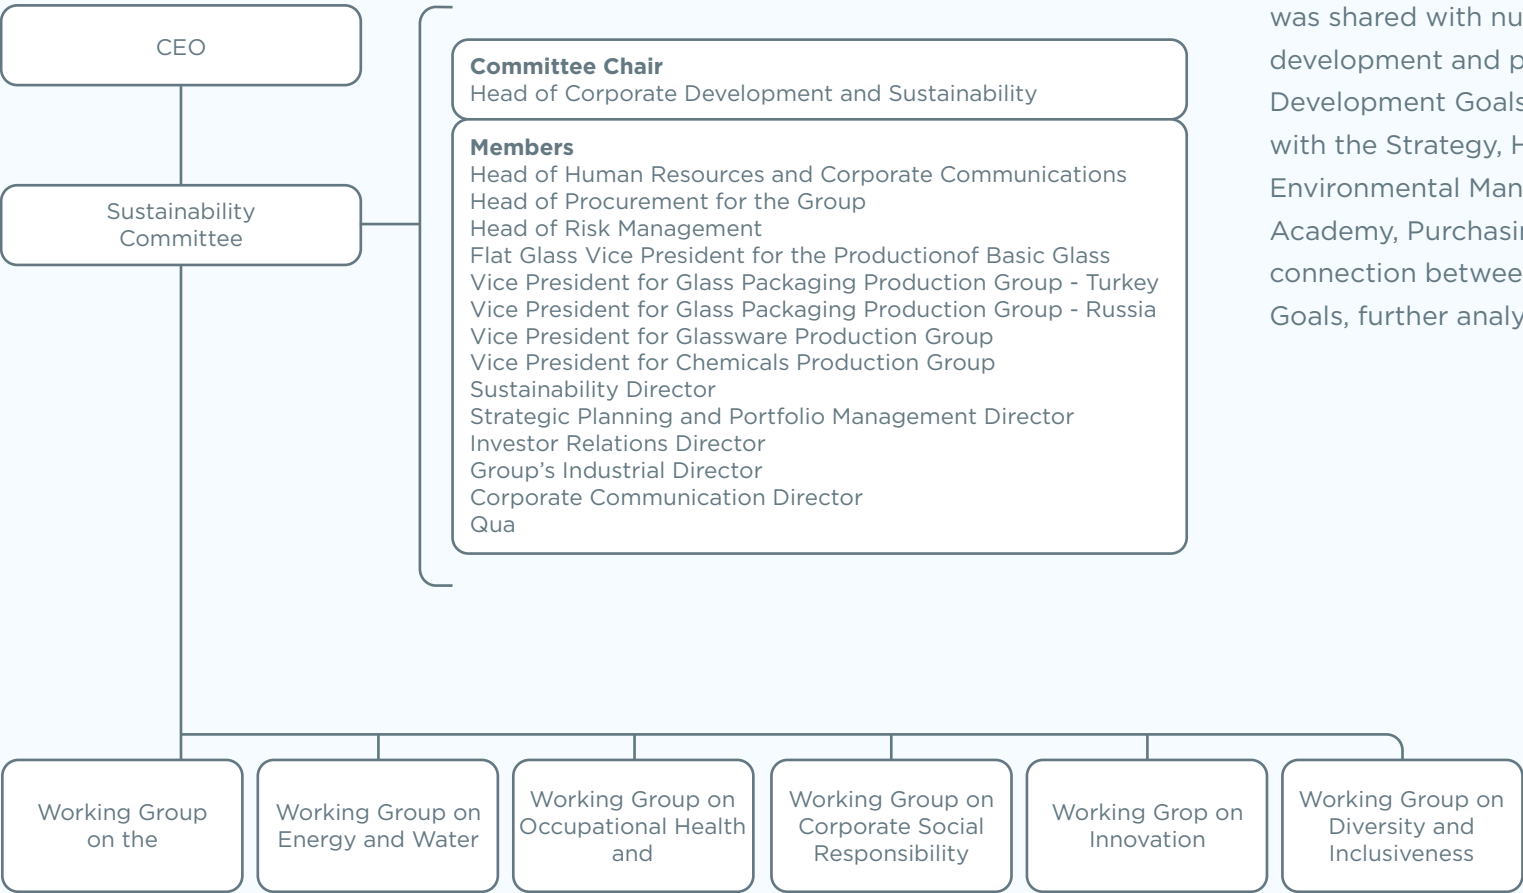 CEO
Sustainability
Committee
Committee Chair
Head of Corporate Development and Sustainability
Members
Head of Human Resources and Corporate Communications
Head of Procurement for the Group
Head of Risk Management
Flat Glass Vice President for the Productionof Basic Glass
Vice President for Glass Packaging Production Group - Turkey
Vice President for Glass Packaging Production Group - Russia
Vice President for Glassware Production Group
Vice President for Chemicals Production Group
Sustainability Director
Strategic Planning and Portfolio Management Director
Investor Relations Director
Group’s Industrial Director
Corporate Communication Director
Qua
was shared with nu
development and p
Development Goals
with the Strategy, H
Environmental Man
Academy, Purchasi
connection betwee
Goals, further analy
Working Group
on the
Working Group on
Energy and Water
Working Group on
Occupational Health
and
Working Group on
Corporate Social
Responsibility
Working Grop on
Innovation
Working Group on
Diversity and
Inclusiveness